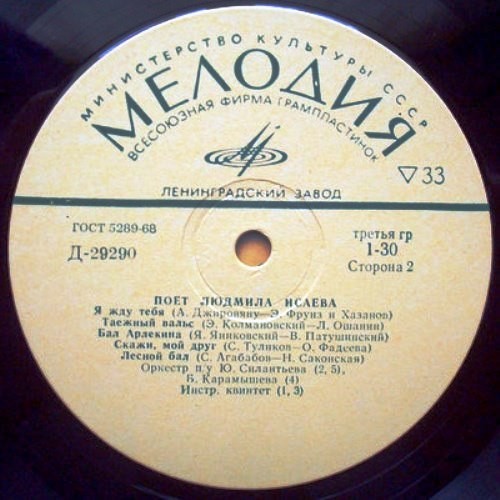 МИНИСТЕРСТВО КУЛЬТУРЫ СССР
МЕЛОДИЯ
ВСЕСОЮЗНАЯ ФИРМА ГРАМПЛАСТИНОК
33
ЛЕНИНГРАДСКИЙ ЗАВОД
ГОСТ 5289-68
Д-29290
третья гр
1-30
Сторона 2
ПОЕТ ЛЮДМИЛА ИСАЕВА
Я жду тебя (А. Джяроняну—Э. Фруиз и Хазанов)
Таежный вальс (Э. Колмановский-Л. Ошанин)
Бал Арлекина (Я. Яниковский—В. Патушинский)
Скажи, мой друг (С. Туликов—О. Фадеева)
Лесной бал (С. Агабабов—Н. Саконская)
Оркестр п/у Ю. Силантьева (2, 5),
Б. Карамышева (4)
Инстр. квинтет (1, 3)